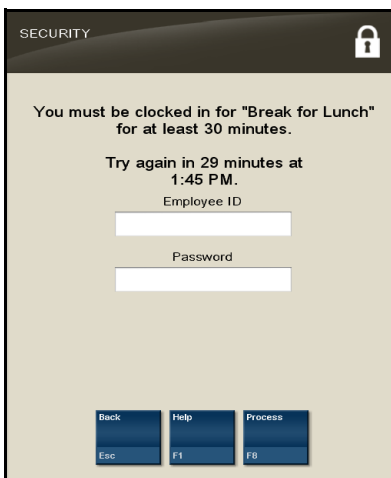 SECURITY
You must be clocked in for "Break for Lunch"
for at least 30 minutes.
Try again in 29 minutes at
1:45 PM.
Employee ID
Password
Back Help Process
Esc F1 F8